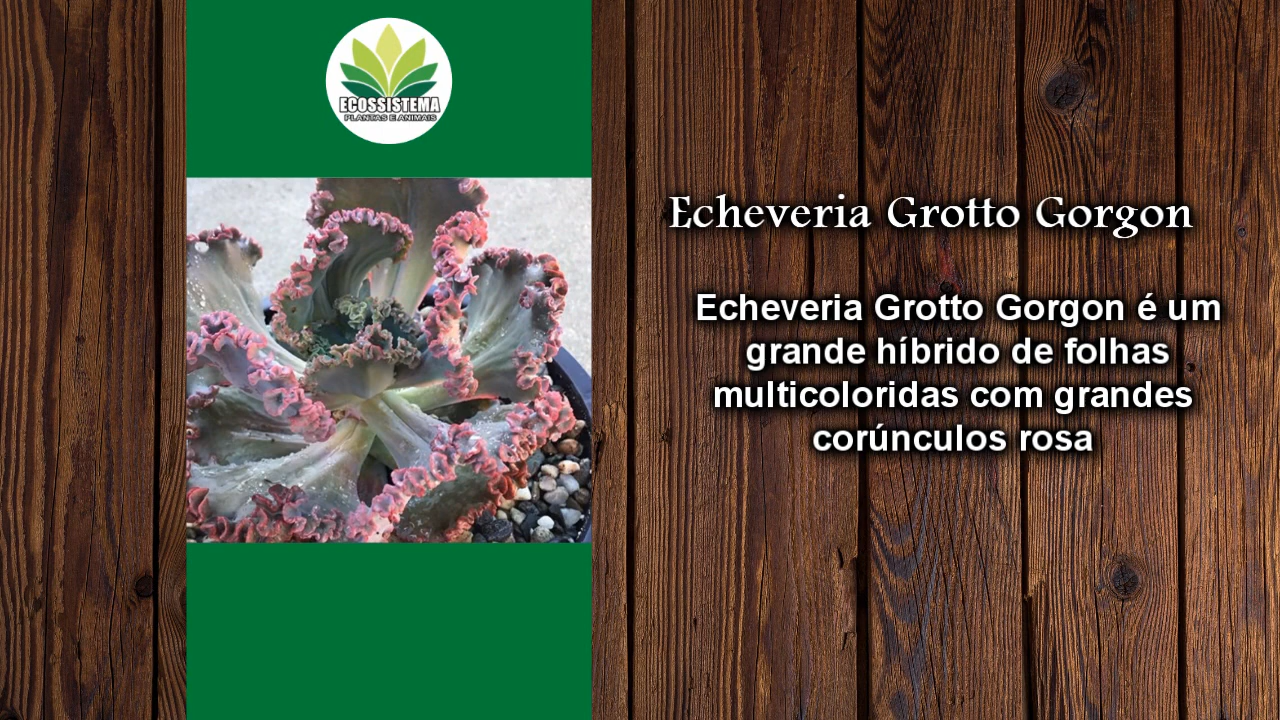 ECOSSISTEMA
PLANTAS E ANIMAIS
Echeveria Grotto Gorgon
Echeveria Grotto Gorgon é um
grande híbrido de folhas
multicoloridas com grandes
corúnculos rosa